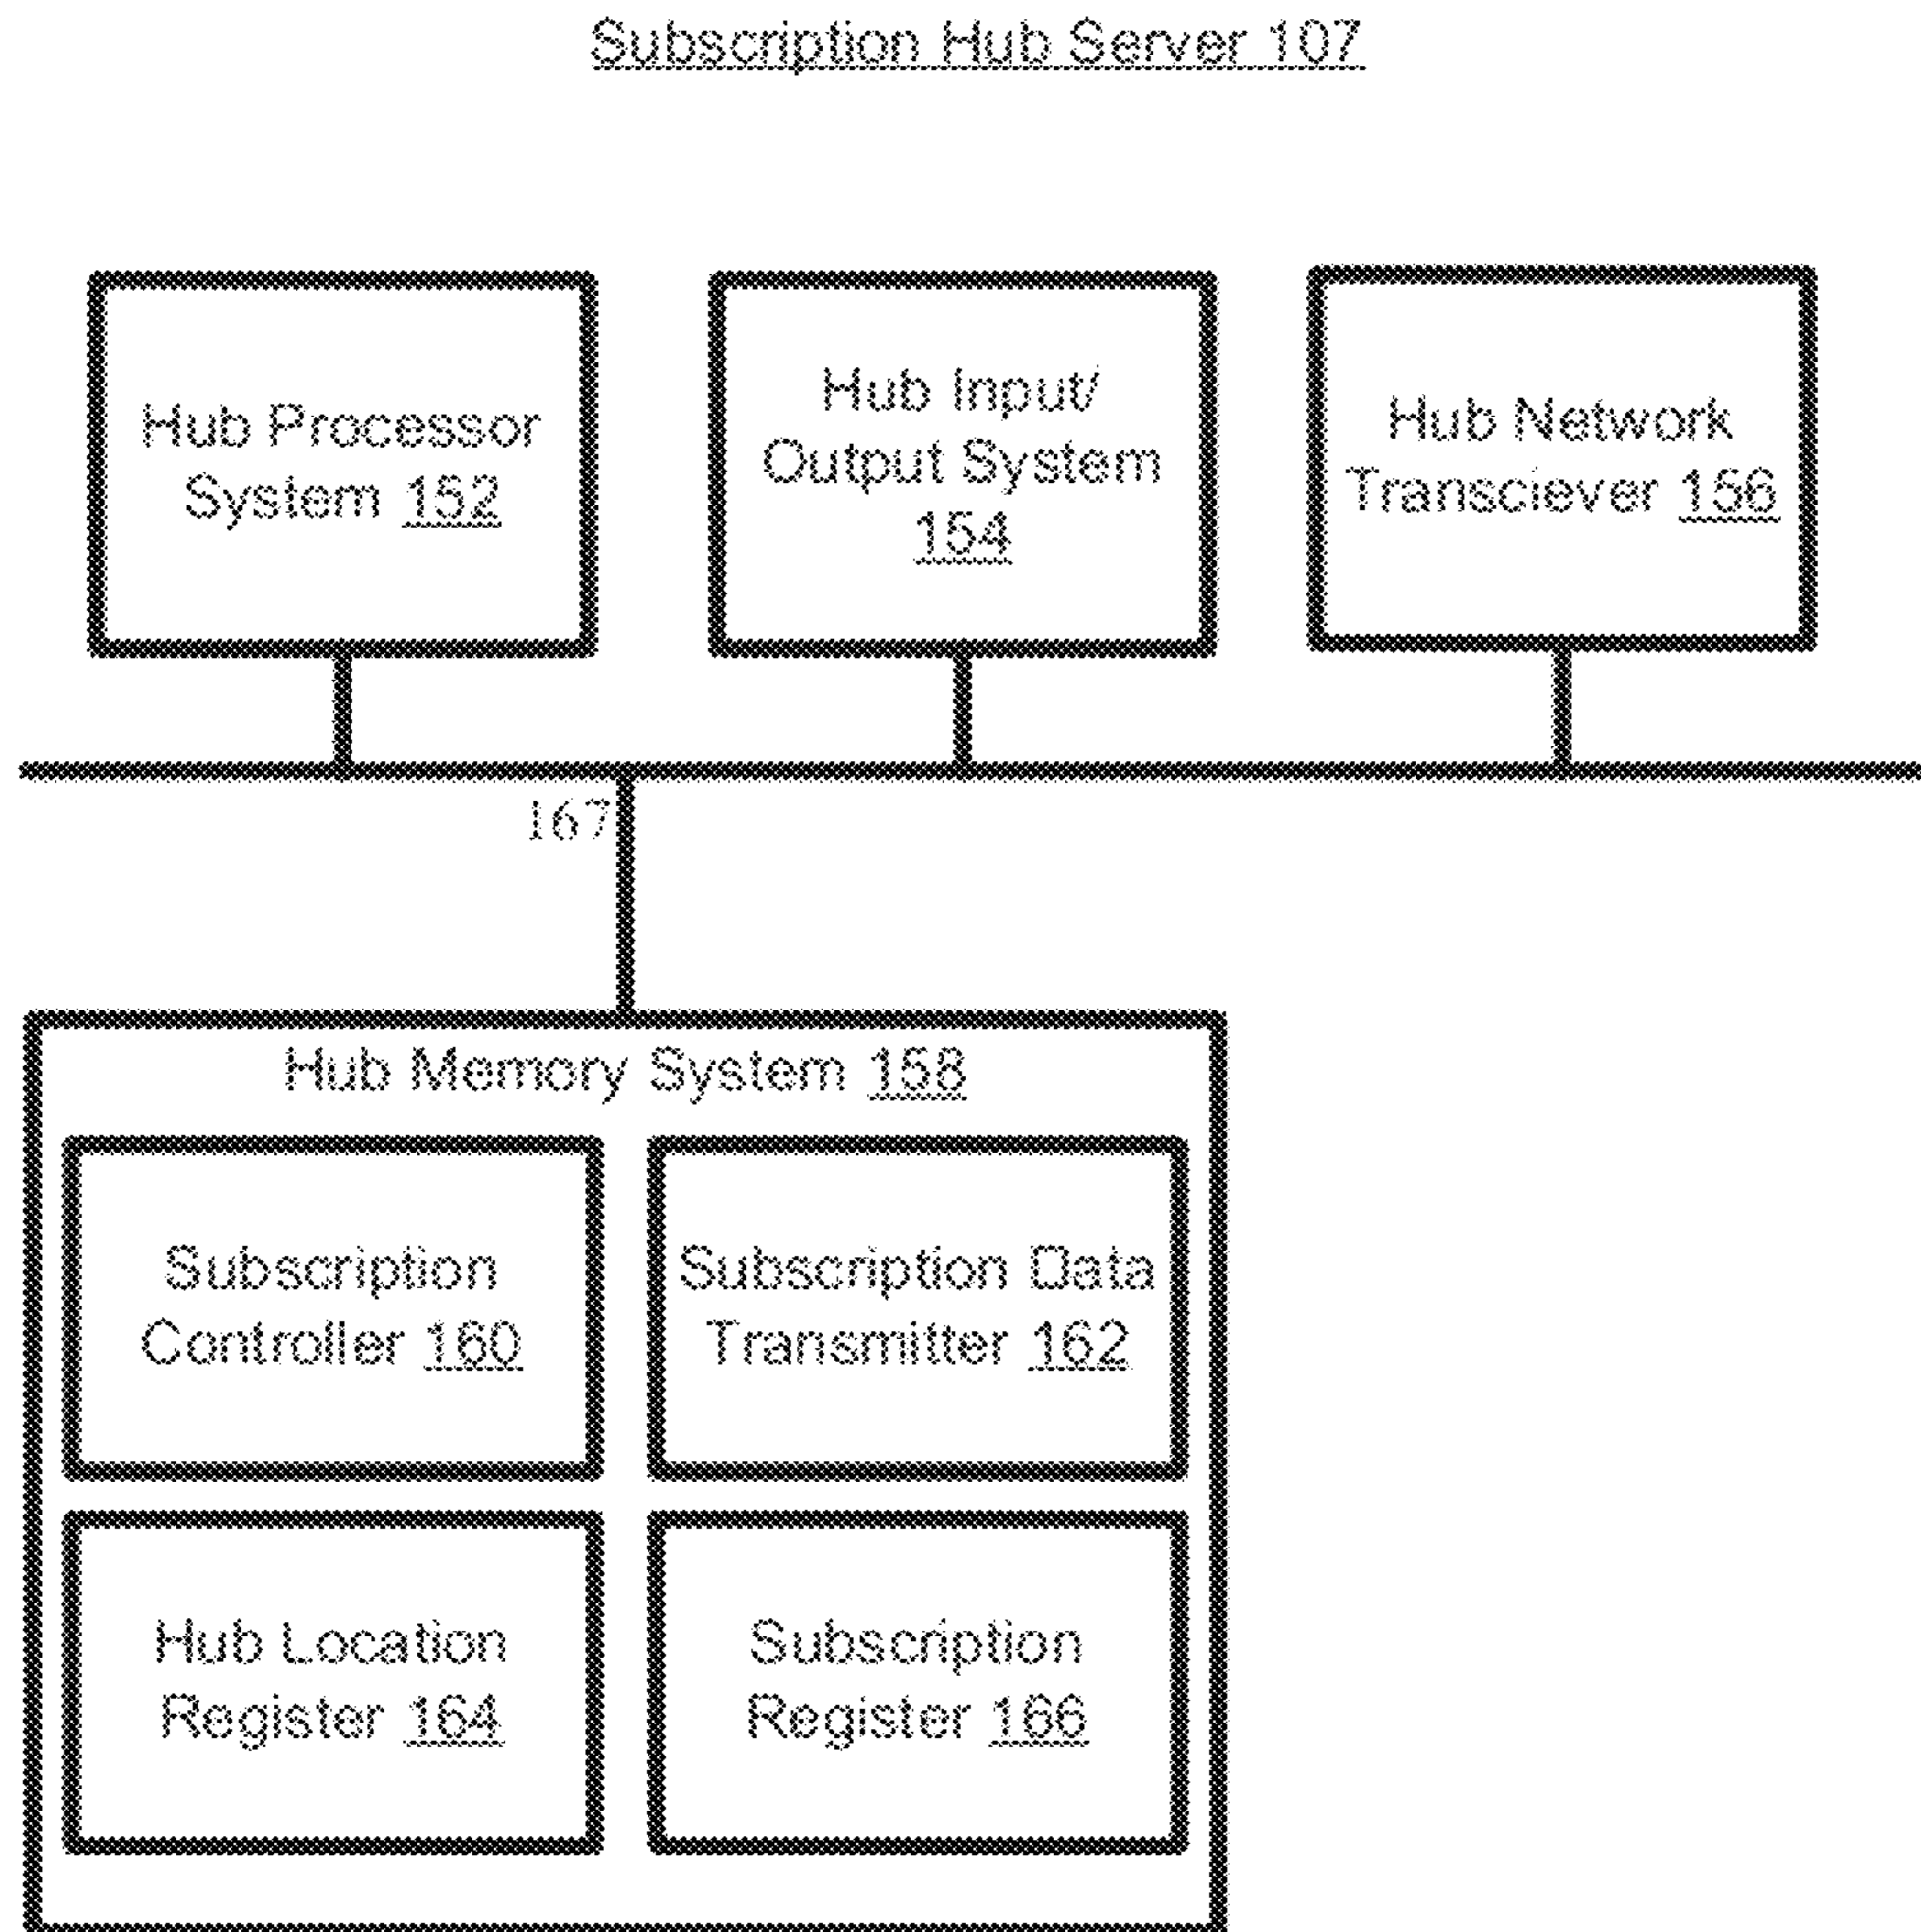 Subscription Hub Server 107
Hub Processor
System 152
Hub Input/
Output System
154
Hub Network
Transciever 156
167
Hub Memory System 158
Subscription
Controller 160
Subscription Data
Transmitter 162
Hub Location
Register 164
Subscription
Register 166